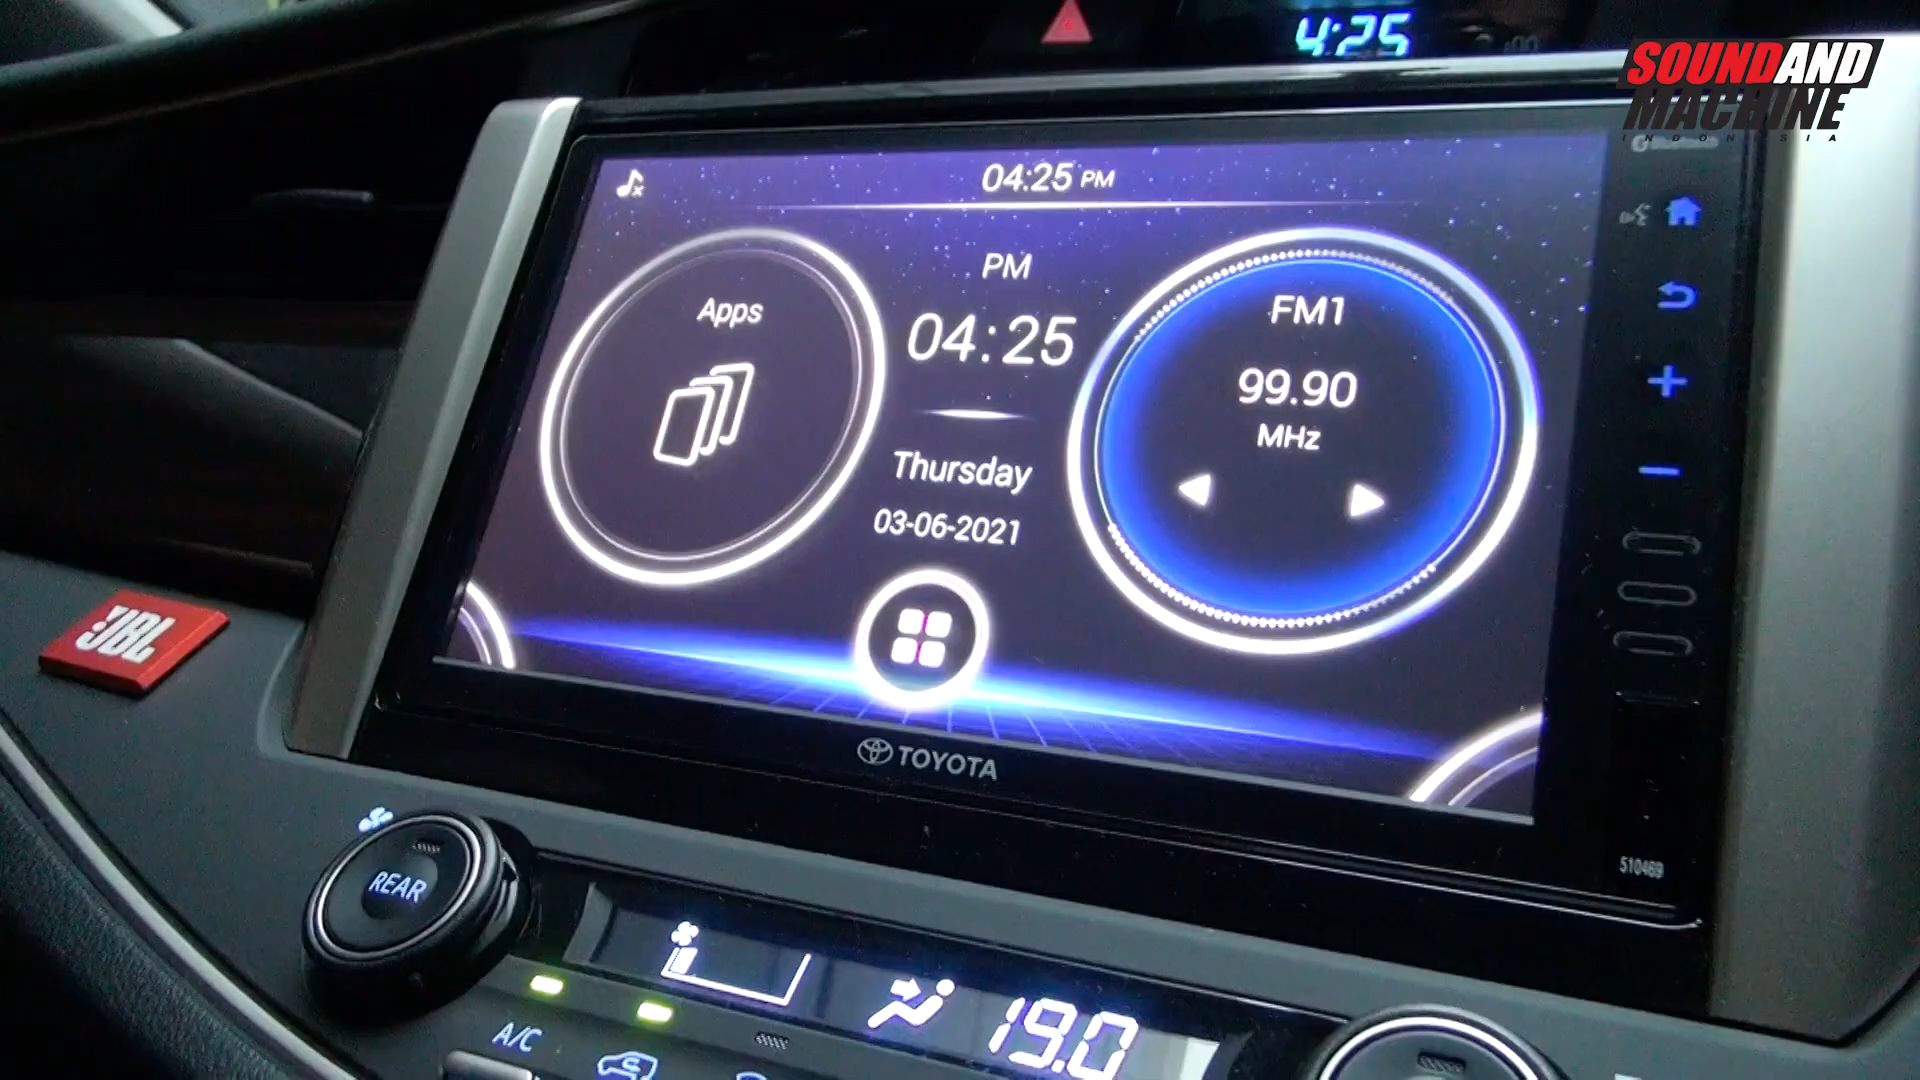 4:25
SOUNDAND
MACHINE
INDONESIA
04:25 PM
Apps
PM
04:25
Thursday
03-06-2021
FM1
99.90
MHz
JBL
TOYOTA
510469
REAR
19.0
A/C